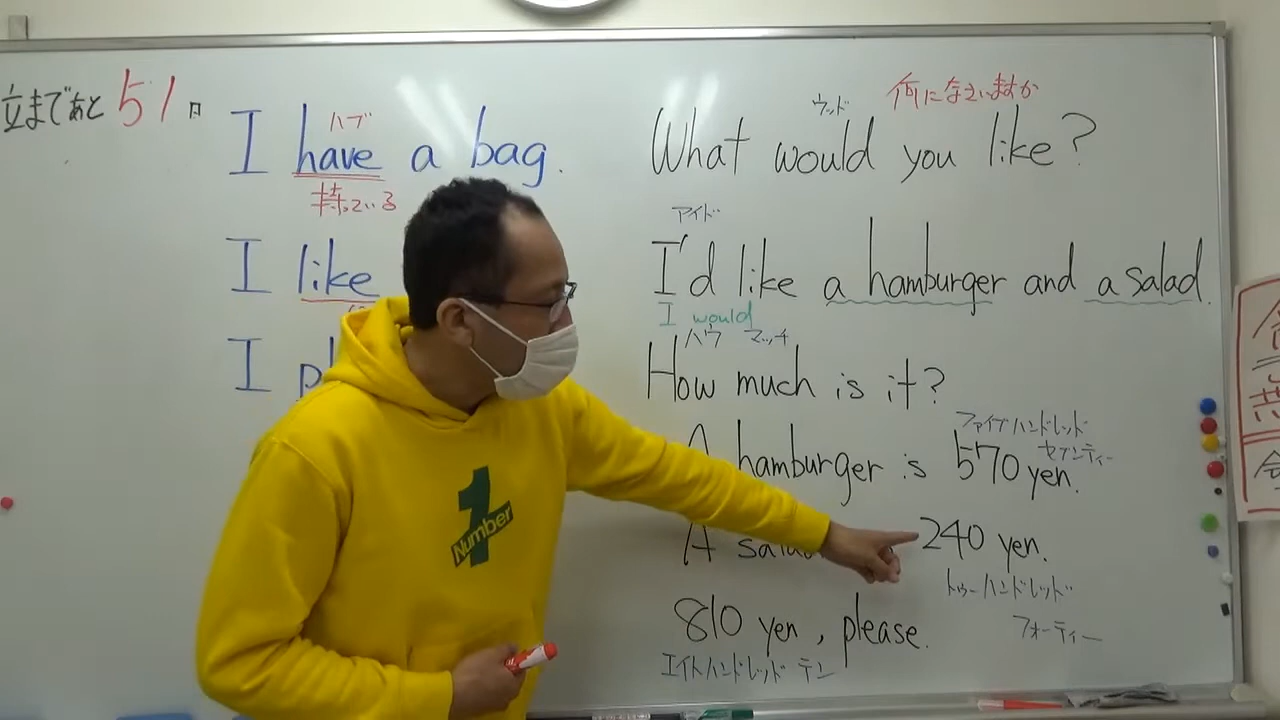 立まであと 51日
I have a bag.
ハブ
持っている
I like
I p
何になさいますか
ウッド
What would you like?
アイド
I'd like a hamburger and a salad.
I would
ハウ マッチ
How much is it?
ファイブハンドレッド
セブンティー
A hamburger is 570 yen.
A salad 240 yen.
トゥーハンドレッド
フォーティー
810 yen, please.
エイトハンドレッド テン
1
Number